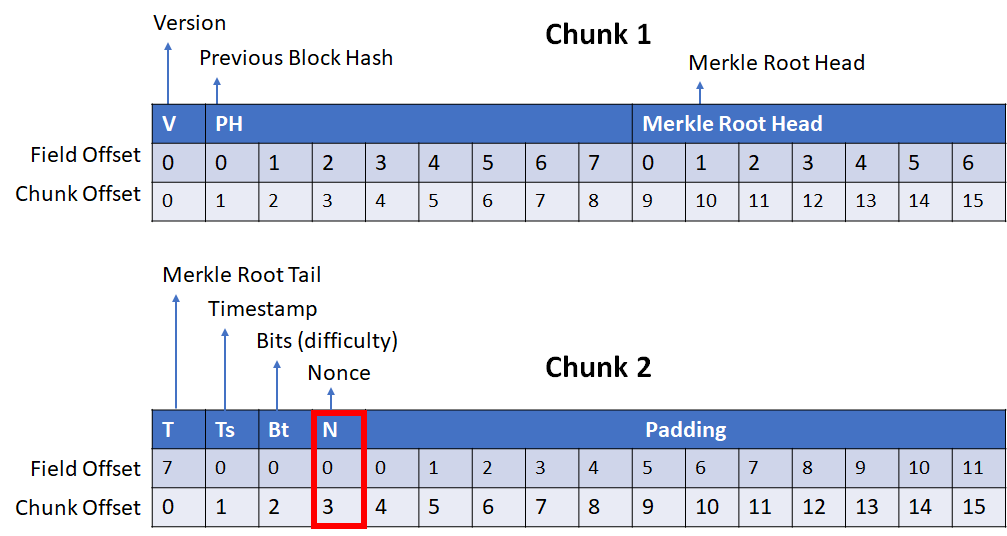 Version
Chunk 1
Previous Block Hash
Merkle Root Head
V PH Merkle Root Head
Field Offset 0 0 1 2 3 4 5 6 7 0 1 2 3 4 5 6
Chunk Offset 0 1 2 3 4 5 6 7 8 9 10 11 12 13 14 15
Merkle Root Tail
Timestamp
Bits (difficulty)
Chunk 2
Nonce
T Ts Bt N Padding
Field Offset 7 0 0 0 0 1 2 3 4 5 6 7 8 9 10 11
Chunk Offset 0 1 2 3 4 5 6 7 8 9 10 11 12 13 14 15